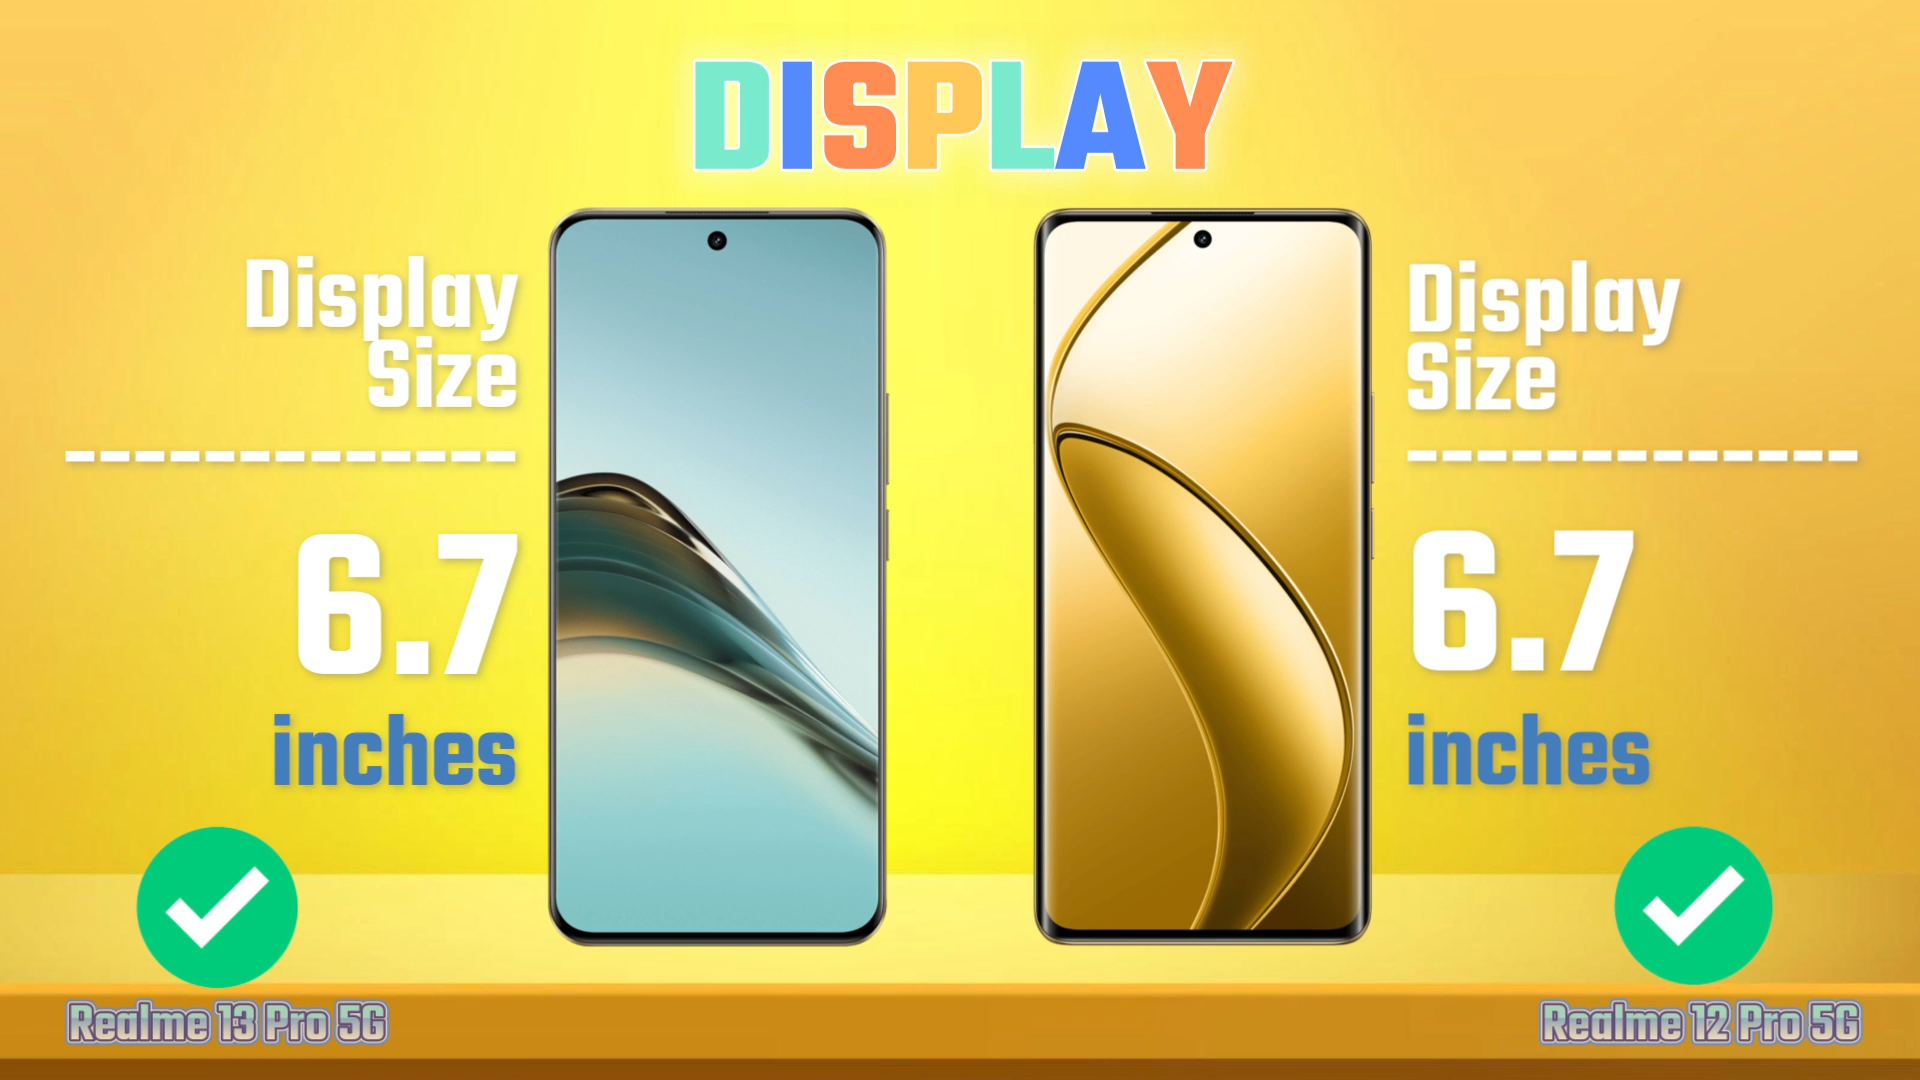 DISPLAY
Display
Size
6.7
inches
Realme 13 Pro 5G
Display
Size
6.7
inches
Realme 12 Pro 5G